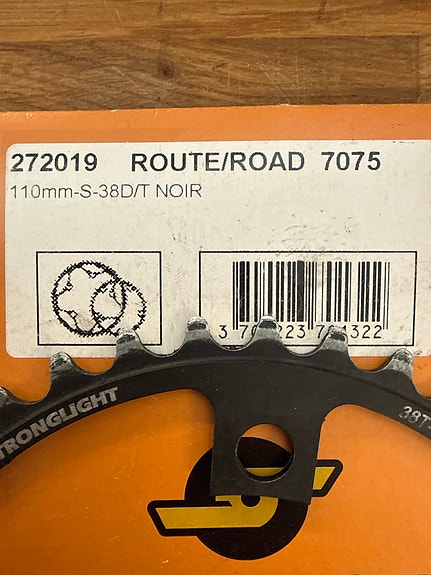 272019 ROUTE/ROAD 7075
110mm-S-38D/T NOIR
TRONGLIGHT
38T